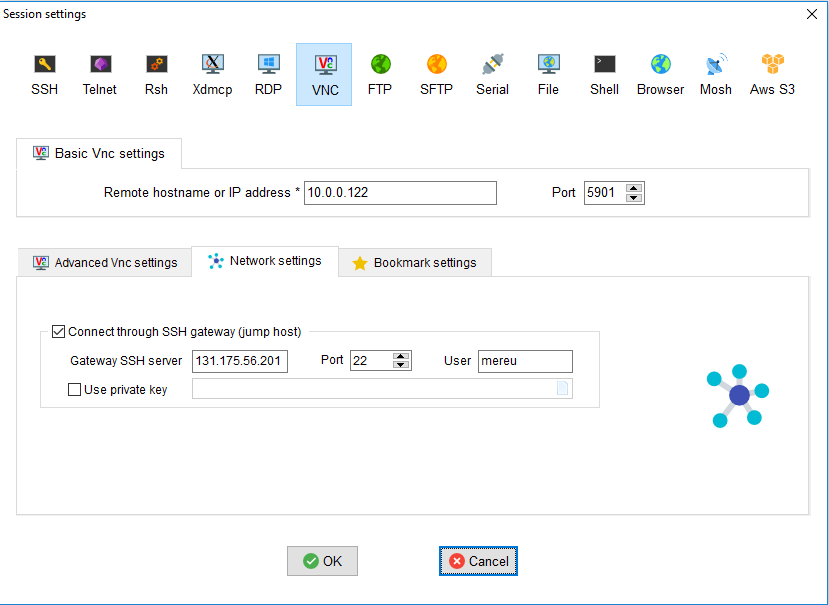 Session settings
SSH Telnet Rsh Xdmcp RDP VNC FTP SFTP Serial File Shell Browser Mosh Aws S3
Basic Vnc settings
Remote hostname or IP address * 10.0.0.122 Port 5901
Advanced Vnc settings Network settings Bookmark settings
Connect through SSH gateway (jump host)
Gateway SSH server 131.175.56.201 Port 22 User mereu
Use private key
OK Cancel